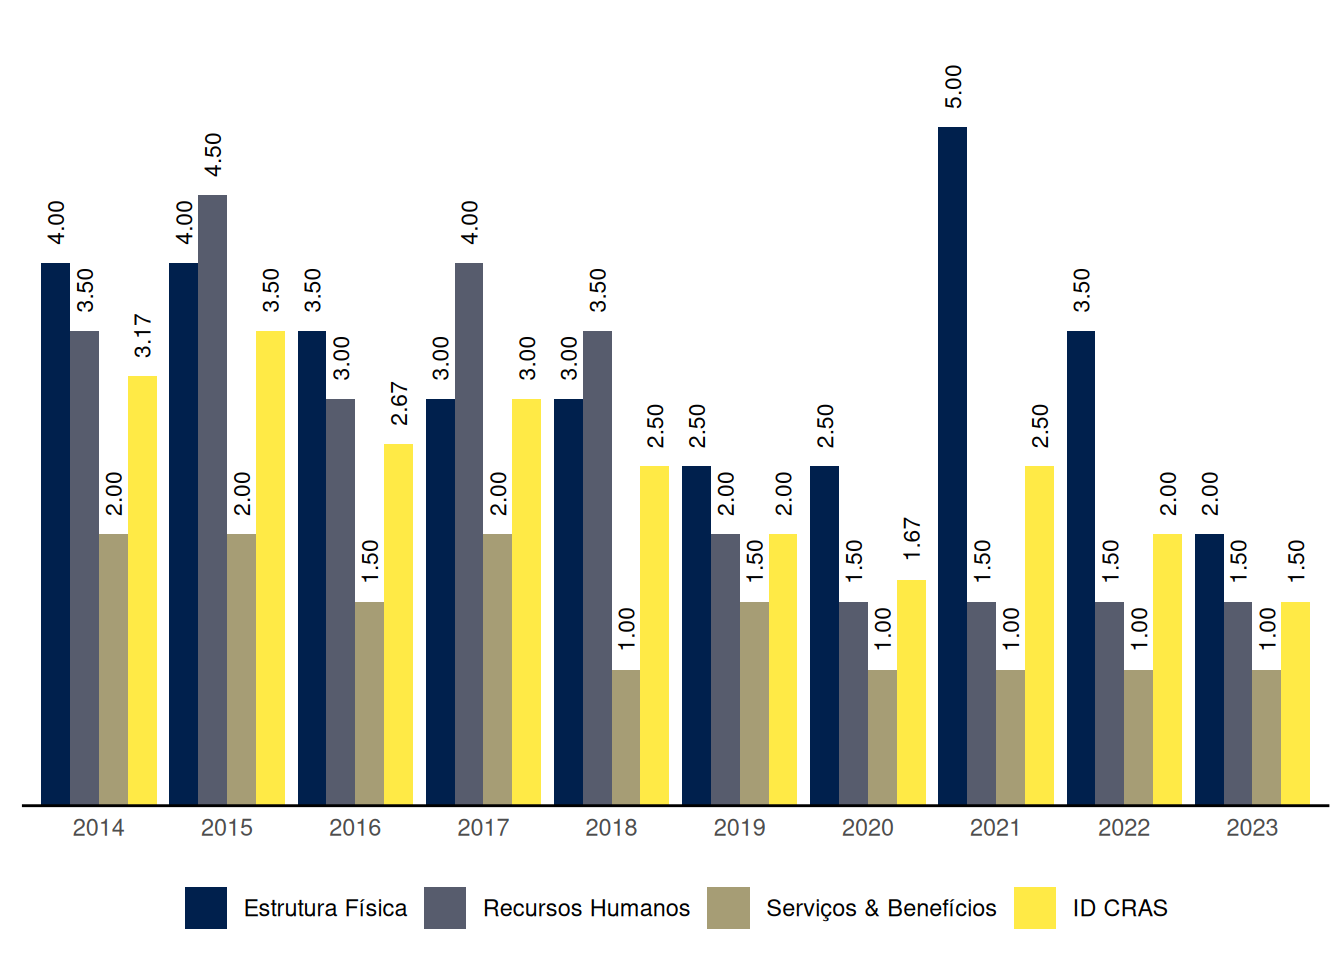 4.00 3.50 2.00 3.17 4.00 4.50 2.00 3.50 3.50 3.00 1.50 2.67 3.00 4.00 2.00 3.00 3.00 3.50 1.00 2.50 2.50 2.00 1.50 2.00 2.50 1.50 1.00 1.67 5.00 1.50 1.00 2.50 3.50 1.50 1.00 2.00 2.00 1.50 1.00 1.50
2014 2015 2016 2017 2018 2019 2020 2021 2022 2023
Estrutura Física Recursos Humanos Serviços & Benefícios ID CRAS